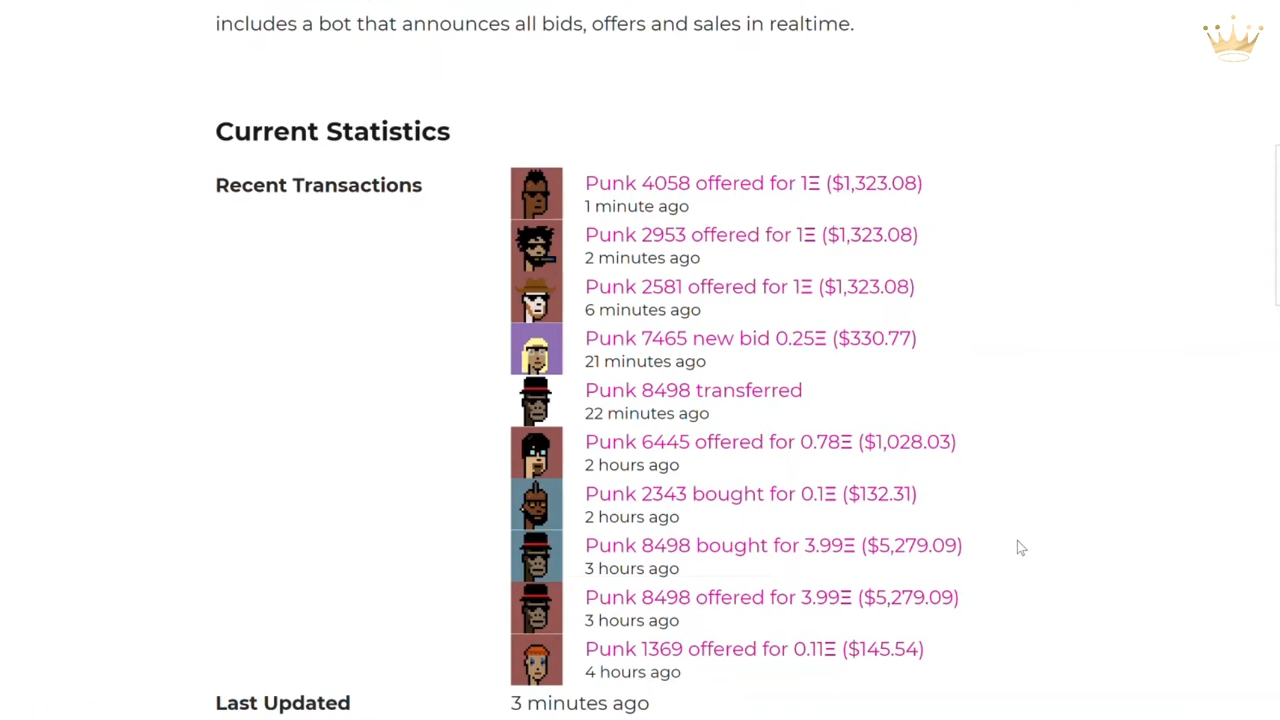 includes a bot that announces all bids, offers and sales in realtime.
Current Statistics
Recent Transactions
Punk 4058 offered for 1Ξ ($1,323.08)
1 minute ago
Punk 2953 offered for 1Ξ ($1,323.08)
2 minutes ago
Punk 2581 offered for 1Ξ ($1,323.08)
6 minutes ago
Punk 7465 new bid 0.25Ξ ($330.77)
21 minutes ago
Punk 8498 transferred
22 minutes ago
Punk 6445 offered for 0.78Ξ ($1,028.03)
2 hours ago
Punk 2343 bought for 0.1Ξ ($132.31)
2 hours ago
Punk 8498 bought for 3.99Ξ ($5,279.09)
3 hours ago
Punk 8498 offered for 3.99Ξ ($5,279.09)
3 hours ago
Punk 1369 offered for 0.11Ξ ($145.54)
4 hours ago
Last Updated 3 minutes ago